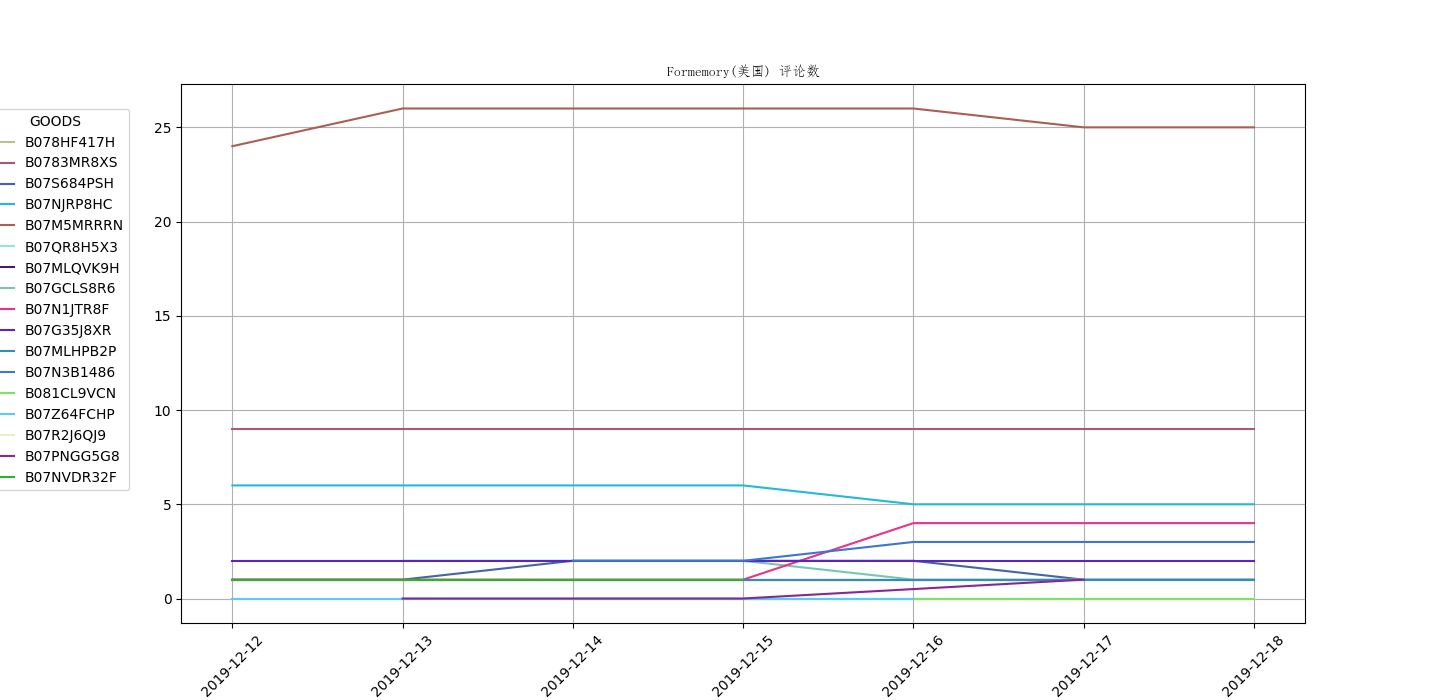 Formemory(美国) 评论数
GOODS
B078HF417H
B0783MR8XS
B07S684PSH
B07NJRP8HC
B07M5MRRRN
B07QR8H5X3
B07MLQVK9H
B07GCLS8R6
B07N1JTR8F
B07G35J8XR
B07MLHPB2P
B07N3B1486
B081CL9VCN
B07Z64FCHP
B07R2J6QJ9
B07PNGG5G8
B07NVDR32F
25
20
15
10
5
0
2019-12-12
2019-12-13
2019-12-14
2019-12-15
2019-12-16
2019-12-17
2019-12-18